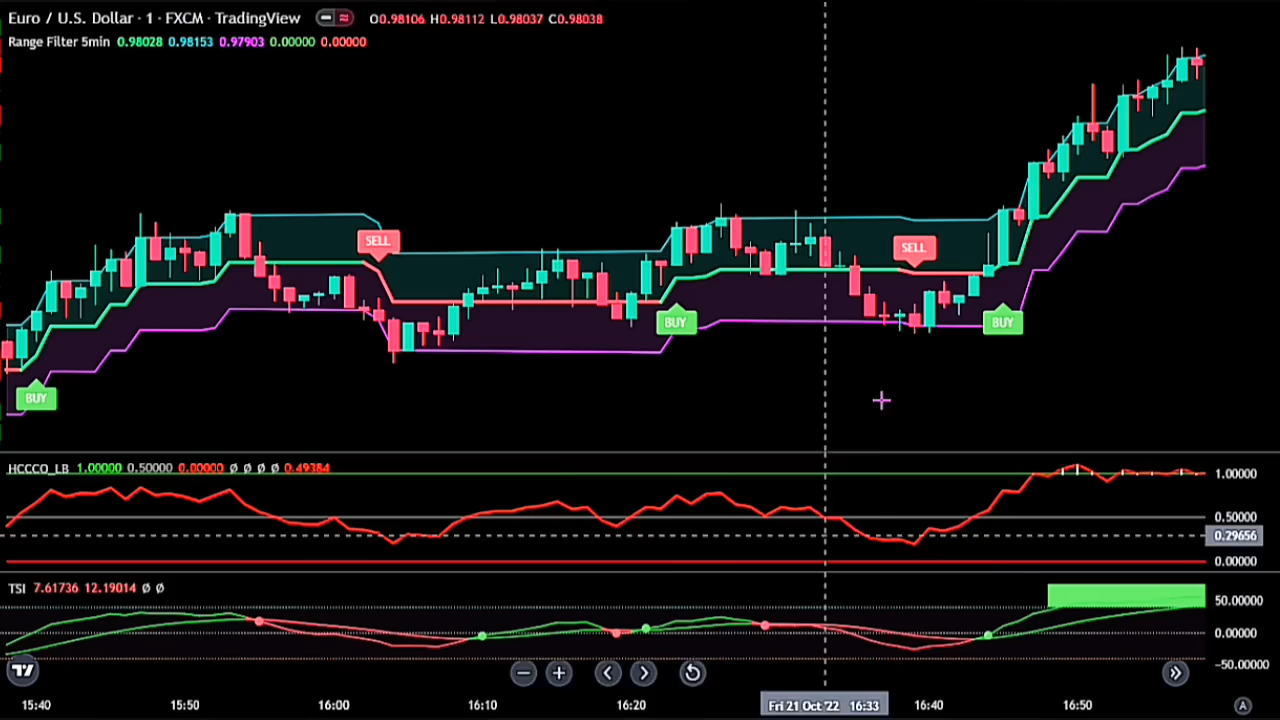 Euro / U.S. Dollar · 1 · FXCM · TradingView O0.98106 H0.98112 L0.98037 C0.98038
Range Filter 5min 0.98028 0.98153 0.97903 0.00000 0.00000
SELL
SELL
BUY
BUY
BUY
HCCCO_LB 1.00000 0.50000 0.00000 Ø Ø Ø Ø 0.49384
1.00000
0.50000
0.29656
0.00000
TSI 7.61736 12.19014 Ø Ø
50.00000
0.00000
-50.00000
15:40 15:50 16:00 16:10 16:20 Fri 21 Oct '22 16:33 16:40 16:50 A